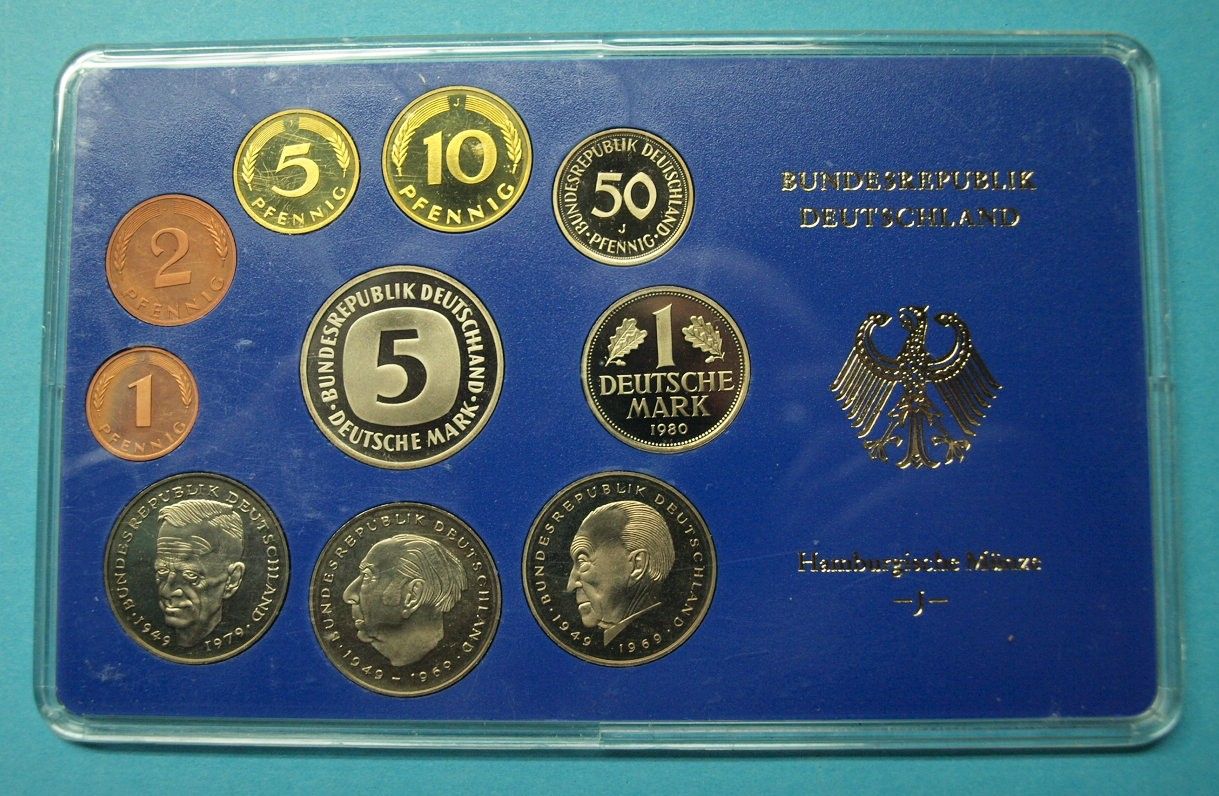 J
5
PFENNIG
J
10
PFENNIG
BUNDESREPUBLIK DEUTSCHLAND
50
J
PFENNIG
BUNDESREPUBLIK
DEUTSCHLAND
2
PFENNIG
BUNDESREPUBLIK DEUTSCHLAND
5
DEUTSCHE MARK
1
DEUTSCHE
MARK
1980
J
1
PFENNIG
BUNDESREPUBLIK DEUTSCHLAND
1949 1979
BUNDESREPUBLIK DEUTSCHLAND
1949 – 1969
BUNDESREPUBLIK DEUTSCHLAND
1949 1969
Hamburgische Münze
– J –